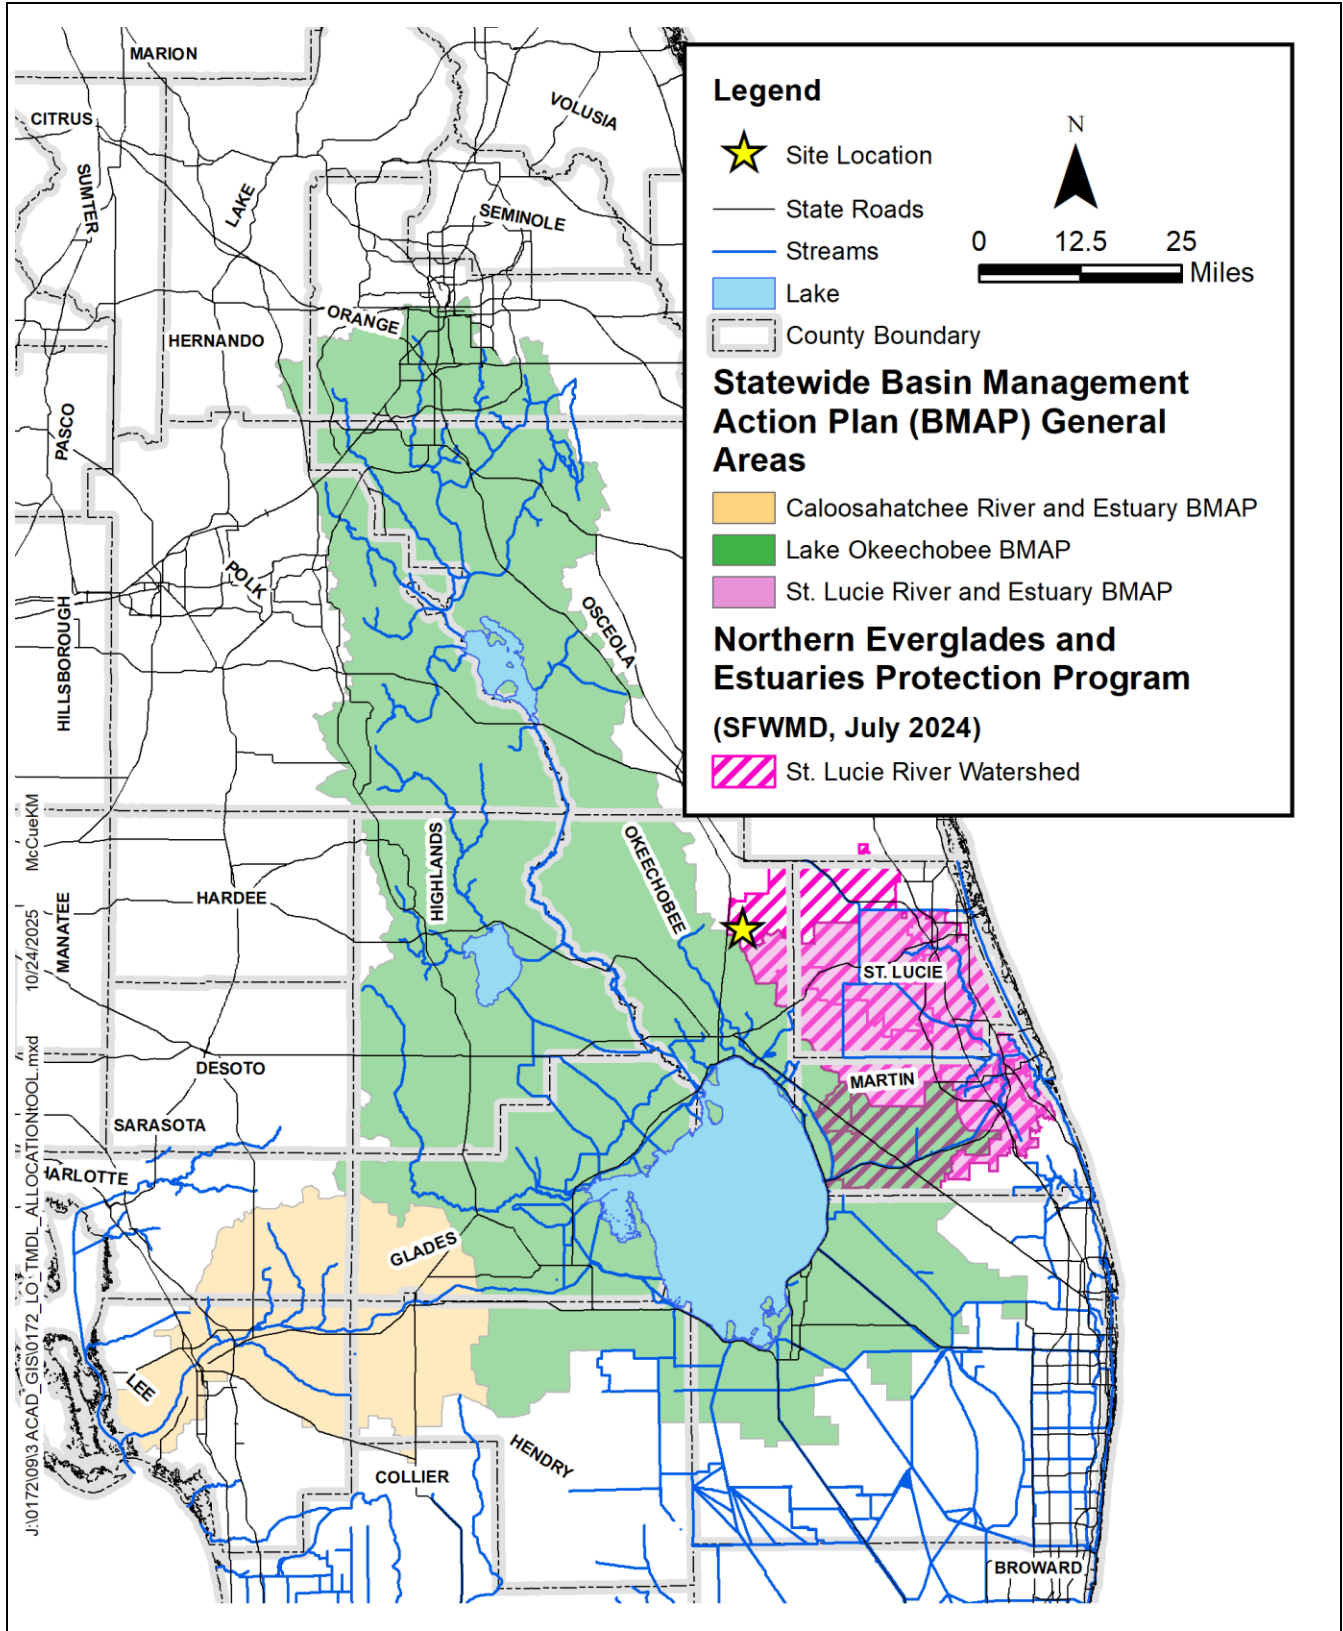 MARION
CITRUS
VOLUSIA
SUMTER
LAKE
SEMINOLE
ORANGE
HERNANDO
PASCO
POLK
HILLSBOROUGH
OSCEOLA
Legend
Site Location
State Roads
Streams
Lake
County Boundary
N
0 12.5 25
Miles
Statewide Basin Management
Action Plan (BMAP) General
Areas
Caloosahatchee River and Estuary BMAP
Lake Okeechobee BMAP
St. Lucie River and Estuary BMAP
Northern Everglades and
Estuaries Protection Program
(SFWMD, July 2024)
St. Lucie River Watershed
HIGHLANDS
OKEECHOBEE
HARDEE
MANATEE
ST. LUCIE
DESOTO
MARTIN
SARASOTA
HARLOTTE
GLADES
LEE
HENDRY
COLLIER
BROWARD
J:\0172\09\3 ACAD_GIS\0172_LO_TMDL_ALLOCATIONtOOL.mxd 10/24/2025 McCueKM